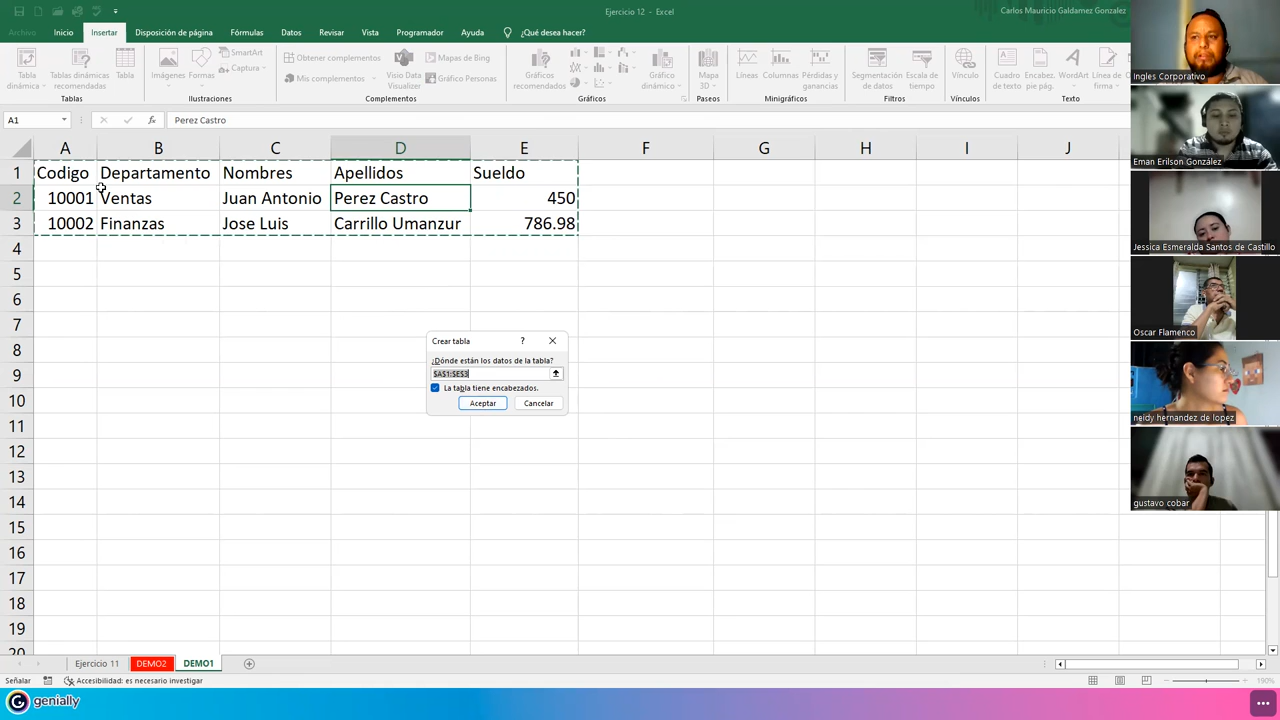 Ejercicio 12 - Excel
Carlos Mauricio Galdamez Gonzalez
Archivo Inicio Insertar Disposición de página Fórmulas Datos Revisar Vista Programador Ayuda ¿Qué desea hacer?
Tabla dinámica
Tablas dinámicas recomendadas
Tabla
Imágenes
Formas
SmartArt
Captura
Obtener complementos
Mis complementos
Visio Data Visualizer
Mapas de Bing
Gráfico Personas
Gráficos recomendados
Gráfico dinámico
Mapa 3D
Líneas
Columnas
Pérdidas y ganancias
Segmentación de datos
Escala de tiempo
Vínculo
Cuadro de texto
Encabez. pie pág.
WordArt
Línea de firma
Tablas Ilustraciones Complementos Gráficos Paseos Minigráficos Filtros Vínculos Texto
A1 fx Perez Castro
A B C D E F G H I J K
1 Codigo Departamento Nombres Apellidos Sueldo
2 10001 Ventas Juan Antonio Perez Castro 450
3 10002 Finanzas Jose Luis Carrillo Umanzur 786.98
4
5
6
7
8
9
10
11
12
13
14
15
16
17
18
19
20
Crear tabla ?
¿Dónde están los datos de la tabla?
$A$1:$E$3
La tabla tiene encabezados.
Aceptar Cancelar
Ejercicio 11 DEMO2 DEMO1
Señalar Accesibilidad: es necesario investigar 190%
genially
Ingles Corporativo
Eman Erilson González
Jessica Esmeralda Santos de Castillo
Oscar Flamenco
neidy hernandez de lopez
gustavo cobar